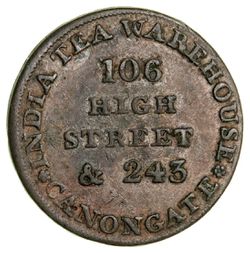 INDIA TEA WAREHOUSE
106
HIGH
STREET
& 243
CANONGATE